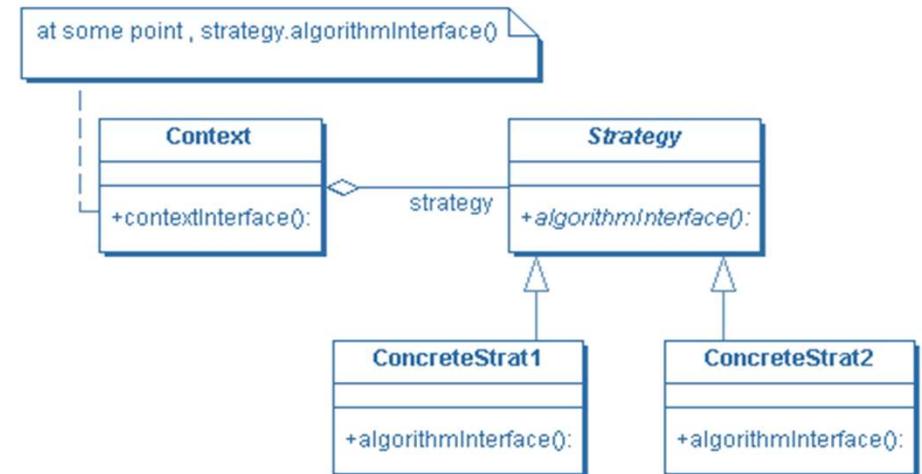 at some point , strategy.algorithmInterface()
Context
+contextInterface():
strategy
Strategy
+algorithmInterface():
ConcreteStrat1
+algorithmInterface():
ConcreteStrat2
+algorithmInterface():